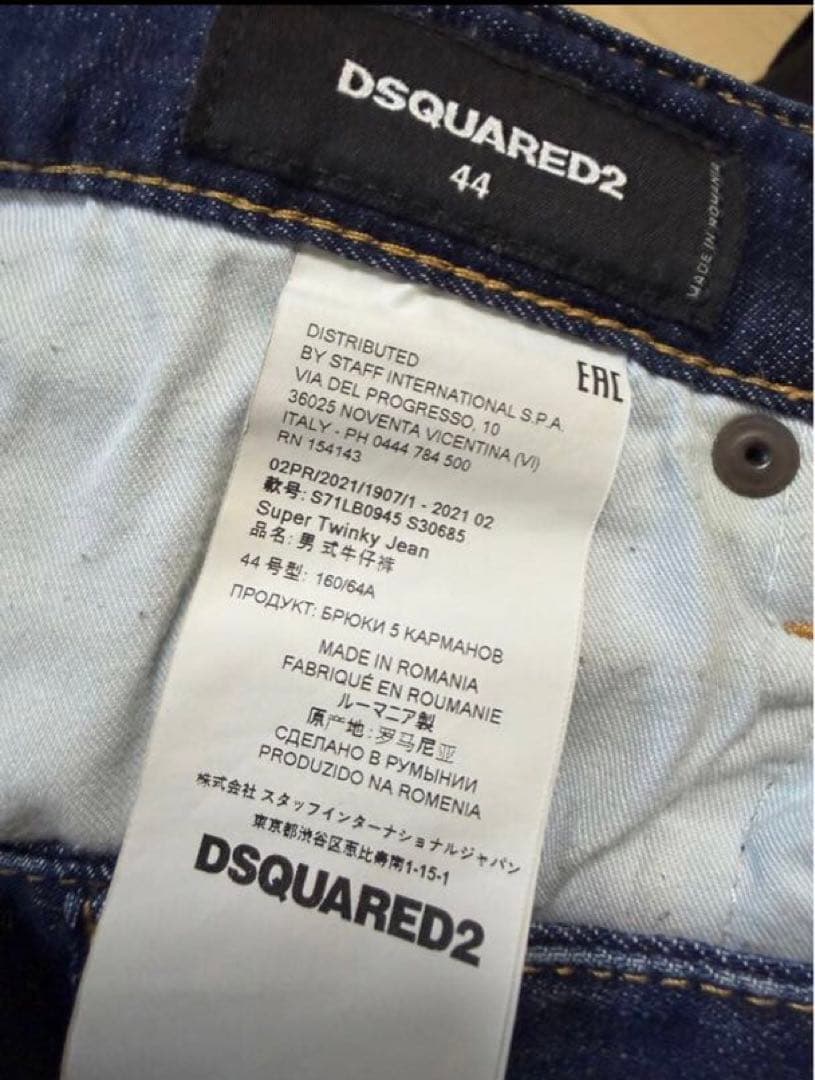 DSQUARED2
44
MADE IN ROMANIA
DISTRIBUTED
BY STAFF INTERNATIONAL S.P.A.
VIA DEL PROGRESSO, 10
36025 NOVENTA VICENTINA (VI)
ITALY - PH 0444 784 500
RN 154143
EAC
02PR/2021/1907/1 - 2021 02
款号: S71LB0945 S30685
Super Twinky Jean
品名: 男式牛仔裤
44 号型: 160/64A
ПРОДУКТ: БРЮКИ 5 КАРМАНОВ
MADE IN ROMANIA
FABRIQUÉ EN ROUMANIE
ルーマニア製
原产地: 罗马尼亚
СДЕЛАНО В РУМЫНИИ
PRODUZIDO NA ROMENIA
株式会社 スタッフインターナショナルジャパン
東京都渋谷区恵比寿南1-15-1
DSQUARED2